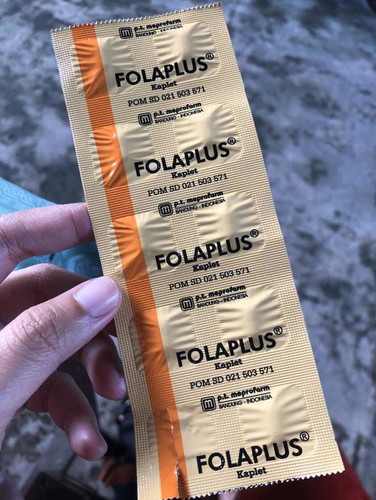 p.t. meprofarm
BANDUNG - INDONESIA
FOLAPLUS®
Kaplet
POM SD 021 503 571
p.t. meprofarm
BANDUNG - INDONESIA
FOLAPLUS®
Kaplet
POM SD 021 503 571
p.t. meprofarm
BANDUNG - INDONESIA
FOLAPLUS®
Kaplet
POM SD 021 503 571
p.t. meprofarm
BANDUNG - INDONESIA
FOLAPLUS®
Kaplet
POM SD 021 503 571
p.t. meprofarm
BANDUNG - INDONESIA
FOLAPLUS®
Kaplet